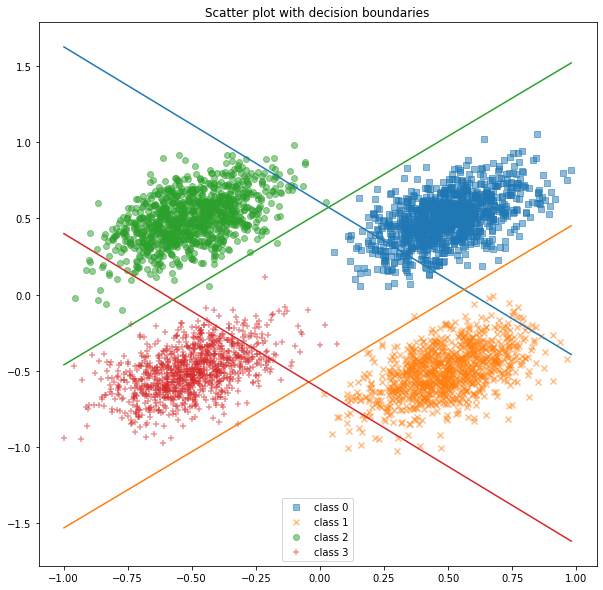 Scatter plot with decision boundaries
1.5
1.0
0.5
0.0
−0.5
−1.0
−1.5
class 0
class 1
class 2
class 3
−1.00 −0.75 −0.50 −0.25 0.00 0.25 0.50 0.75 1.00